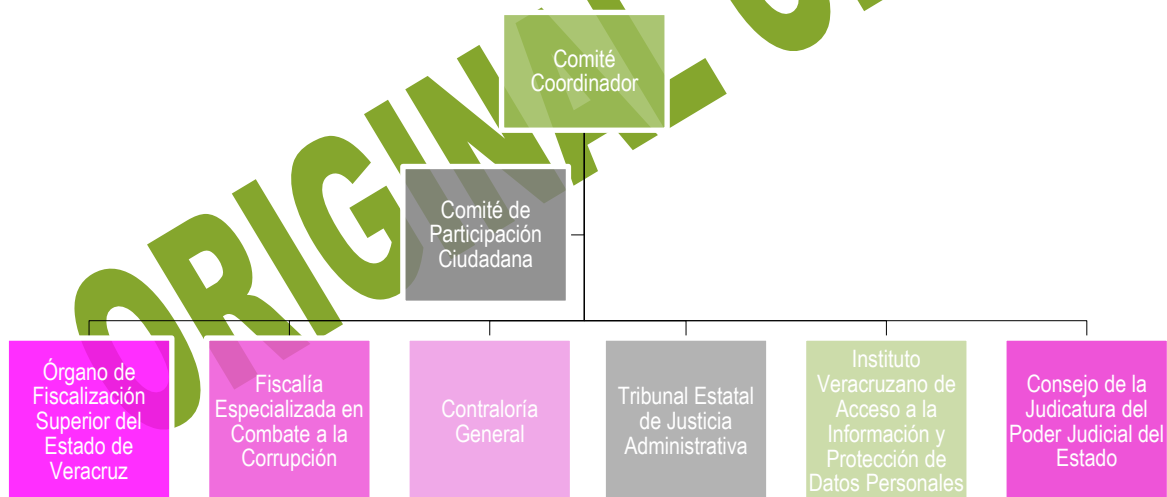 Comité
Coordinador
Comité de
Participación
Ciudadana
Órgano de
Fiscalización
Superior del
Estado de
Veracruz
Fiscalía
Especializada en
Combate a la
Corrupción
Contraloría
General
Tribunal Estatal
de Justicia
Administrativa
Instituto
Veracruzano de
Acceso a la
Información y
Protección de
Datos Personales
Consejo de la
Judicatura del
Poder Judicial del
Estado
ORIGINAL